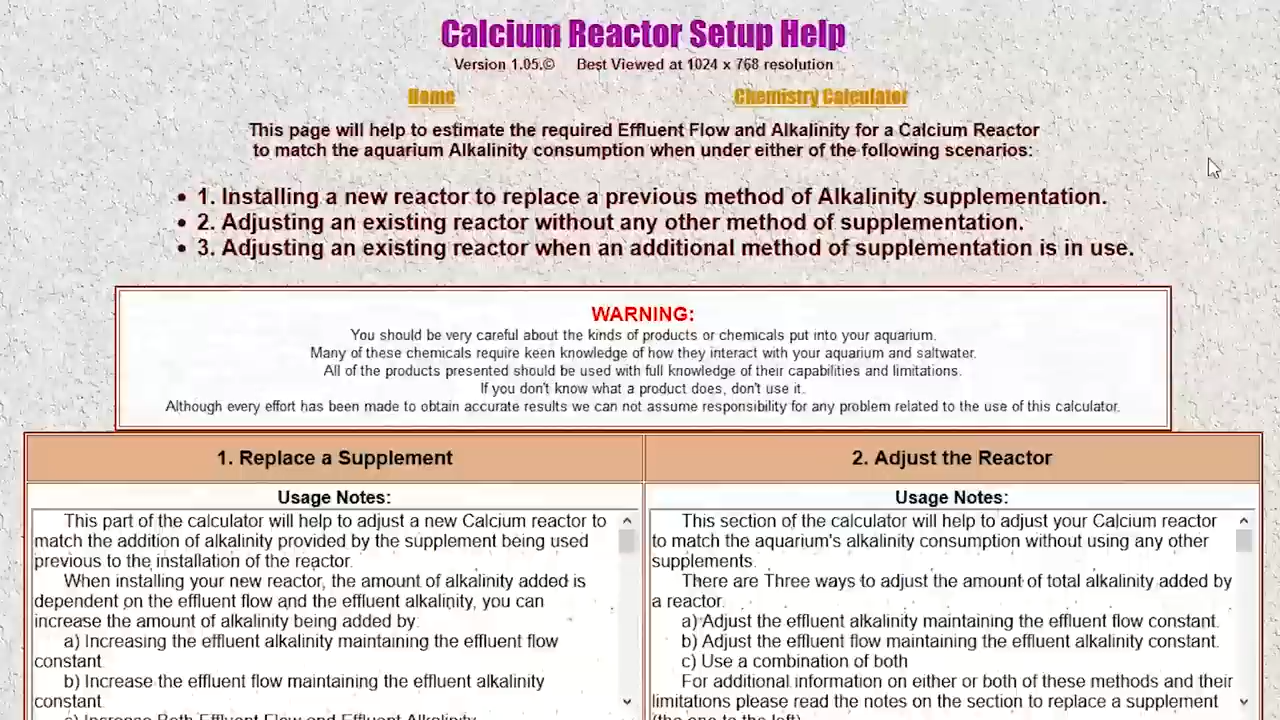 Calcium Reactor Setup Help
Version 1.05.© Best Viewed at 1024 x 768 resolution
Home Chemistry Calculator
This page will help to estimate the required Effluent Flow and Alkalinity for a Calcium Reactor
to match the aquarium Alkalinity consumption when under either of the following scenarios:
• 1. Installing a new reactor to replace a previous method of Alkalinity supplementation.
• 2. Adjusting an existing reactor without any other method of supplementation.
• 3. Adjusting an existing reactor when an additional method of supplementation is in use.
WARNING:
You should be very careful about the kinds of products or chemicals put into your aquarium.
Many of these chemicals require keen knowledge of how they interact with your aquarium and saltwater.
All of the products presented should be used with full knowledge of their capabilities and limitations.
If you don't know what a product does, don't use it.
Although every effort has been made to obtain accurate results we can not assume responsibility for any problem related to the use of this calculator.
1. Replace a Supplement
Usage Notes:
This part of the calculator will help to adjust a new Calcium reactor to
match the addition of alkalinity provided by the supplement being used
previous to the installation of the reactor.
When installing your new reactor, the amount of alkalinity added is
dependent on the effluent flow and the effluent alkalinity, you can
increase the amount of alkalinity being added by:
a) Increasing the effluent alkalinity maintaining the effluent flow
constant.
b) Increase the effluent flow maintaining the effluent alkalinity
constant.
c) Increase Both Effluent Flow and Effluent Alkalinity.
2. Adjust the Reactor
Usage Notes:
This section of the calculator will help to adjust your Calcium reactor
to match the aquarium's alkalinity consumption without using any other
supplements.
There are Three ways to adjust the amount of total alkalinity added by
a reactor.
a) Adjust the effluent alkalinity maintaining the effluent flow constant.
b) Adjust the effluent flow maintaining the effluent alkalinity constant.
c) Use a combination of both
For additional information on either or both of these methods and their
limitations please read the notes on the section to replace a supplement
(the one to the left)